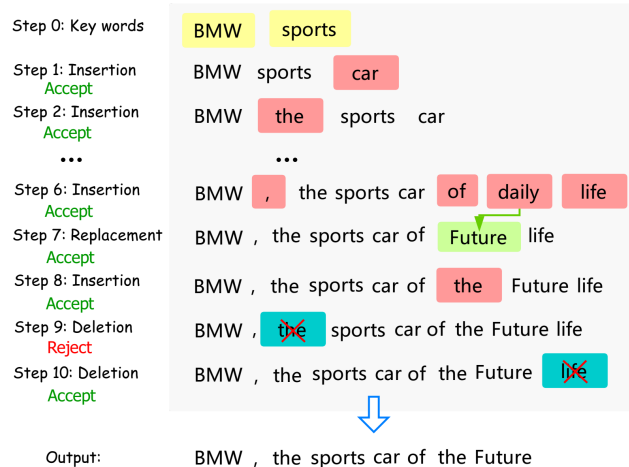 Step 0: Key words BMW sports
Step 1: Insertion BMW sports car
Accept
Step 2: Insertion BMW the sports car
Accept
... ...
Step 6: Insertion BMW , the sports car of daily life
Accept
Step 7: Replacement BMW , the sports car of Future life
Accept
Step 8: Insertion BMW , the sports car of the Future life
Accept
Step 9: Deletion BMW , the sports car of the Future life
Reject
Step 10: Deletion BMW , the sports car of the Future life
Accept
Output: BMW , the sports car of the Future